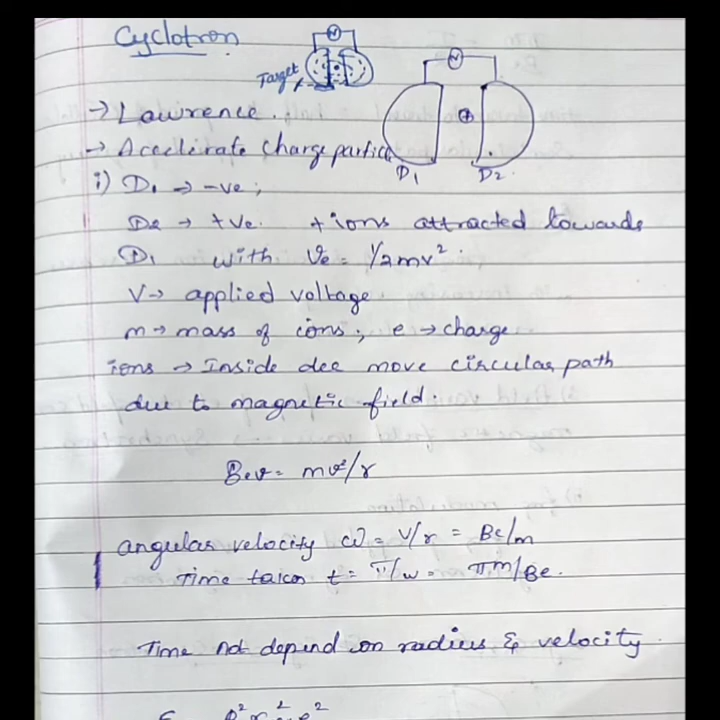 Cyclotron
Target
→ Lawrence.
→ Accelerate charge particle
D1 D2
i) D1 → -ve ;
De → +ve. +ions attracted towards
D1 with Ve = 1/2mv²
V → applied voltage
m → mass of ions ; e → charge
ions → Inside dee move circular path
due to magnetic field.
Bev = mv²/r
angular velocity ω = v/r = Be/m
Time taken t = π/w = πm/Be.
Time not depend on radius & velocity.